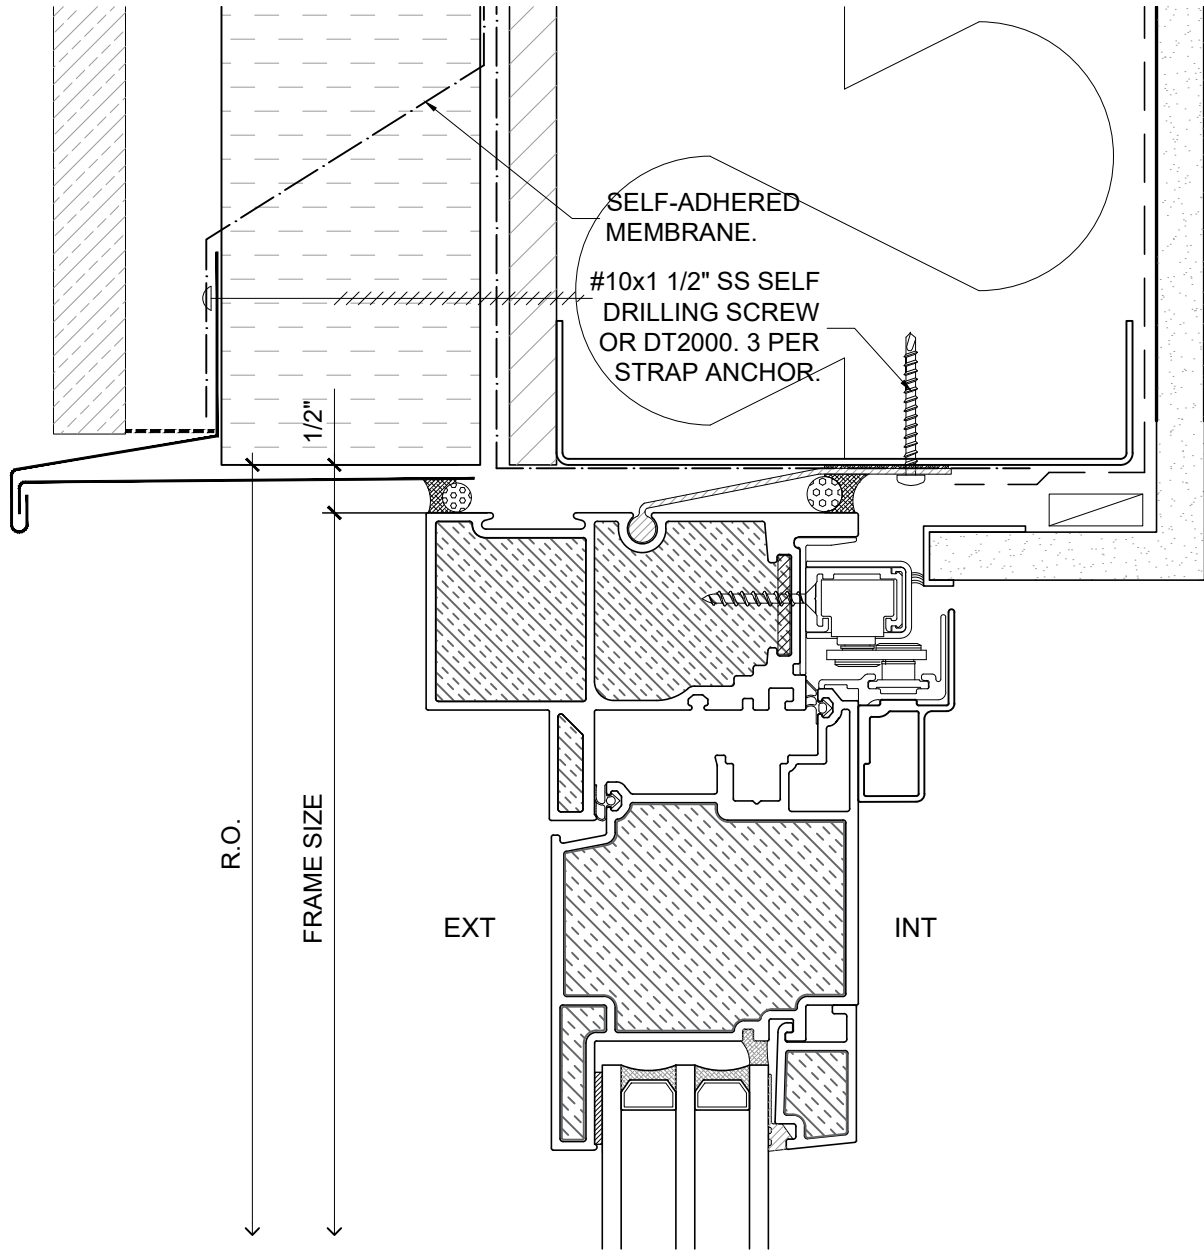 SELF-ADHERED
MEMBRANE.
#10x1 1/2" SS SELF
DRILLING SCREW
OR DT2000. 3 PER
STRAP ANCHOR.
1/2"
R.O.
FRAME SIZE
EXT
INT